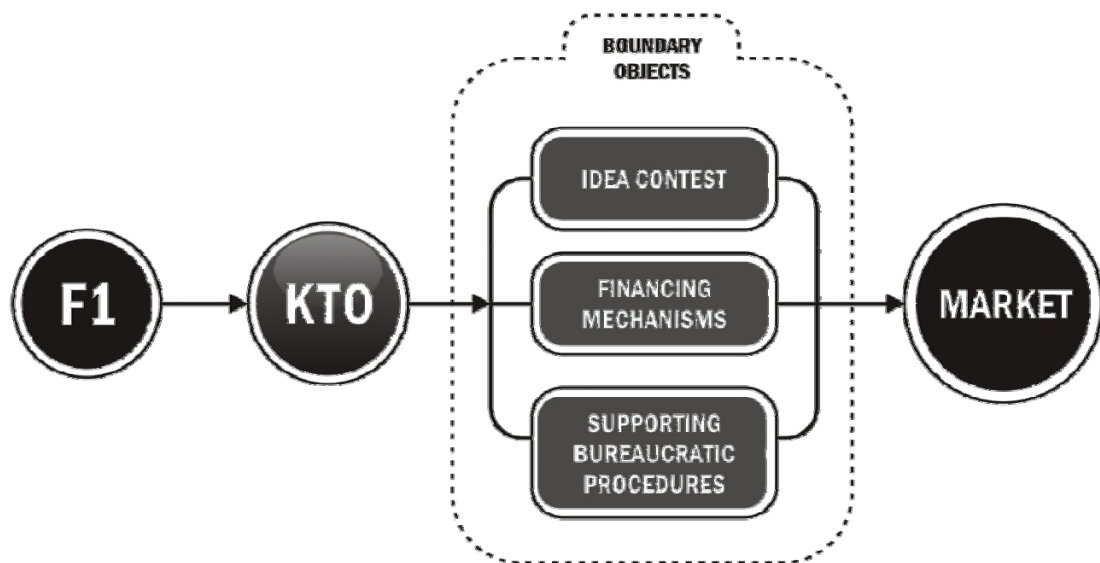 BOUNDARY
OBJECTS
IDEA CONTEST
F1
KTO
FINANCING
MECHANISMS
MARKET
SUPPORTING
BUREAUCRATIC
PROCEDURES